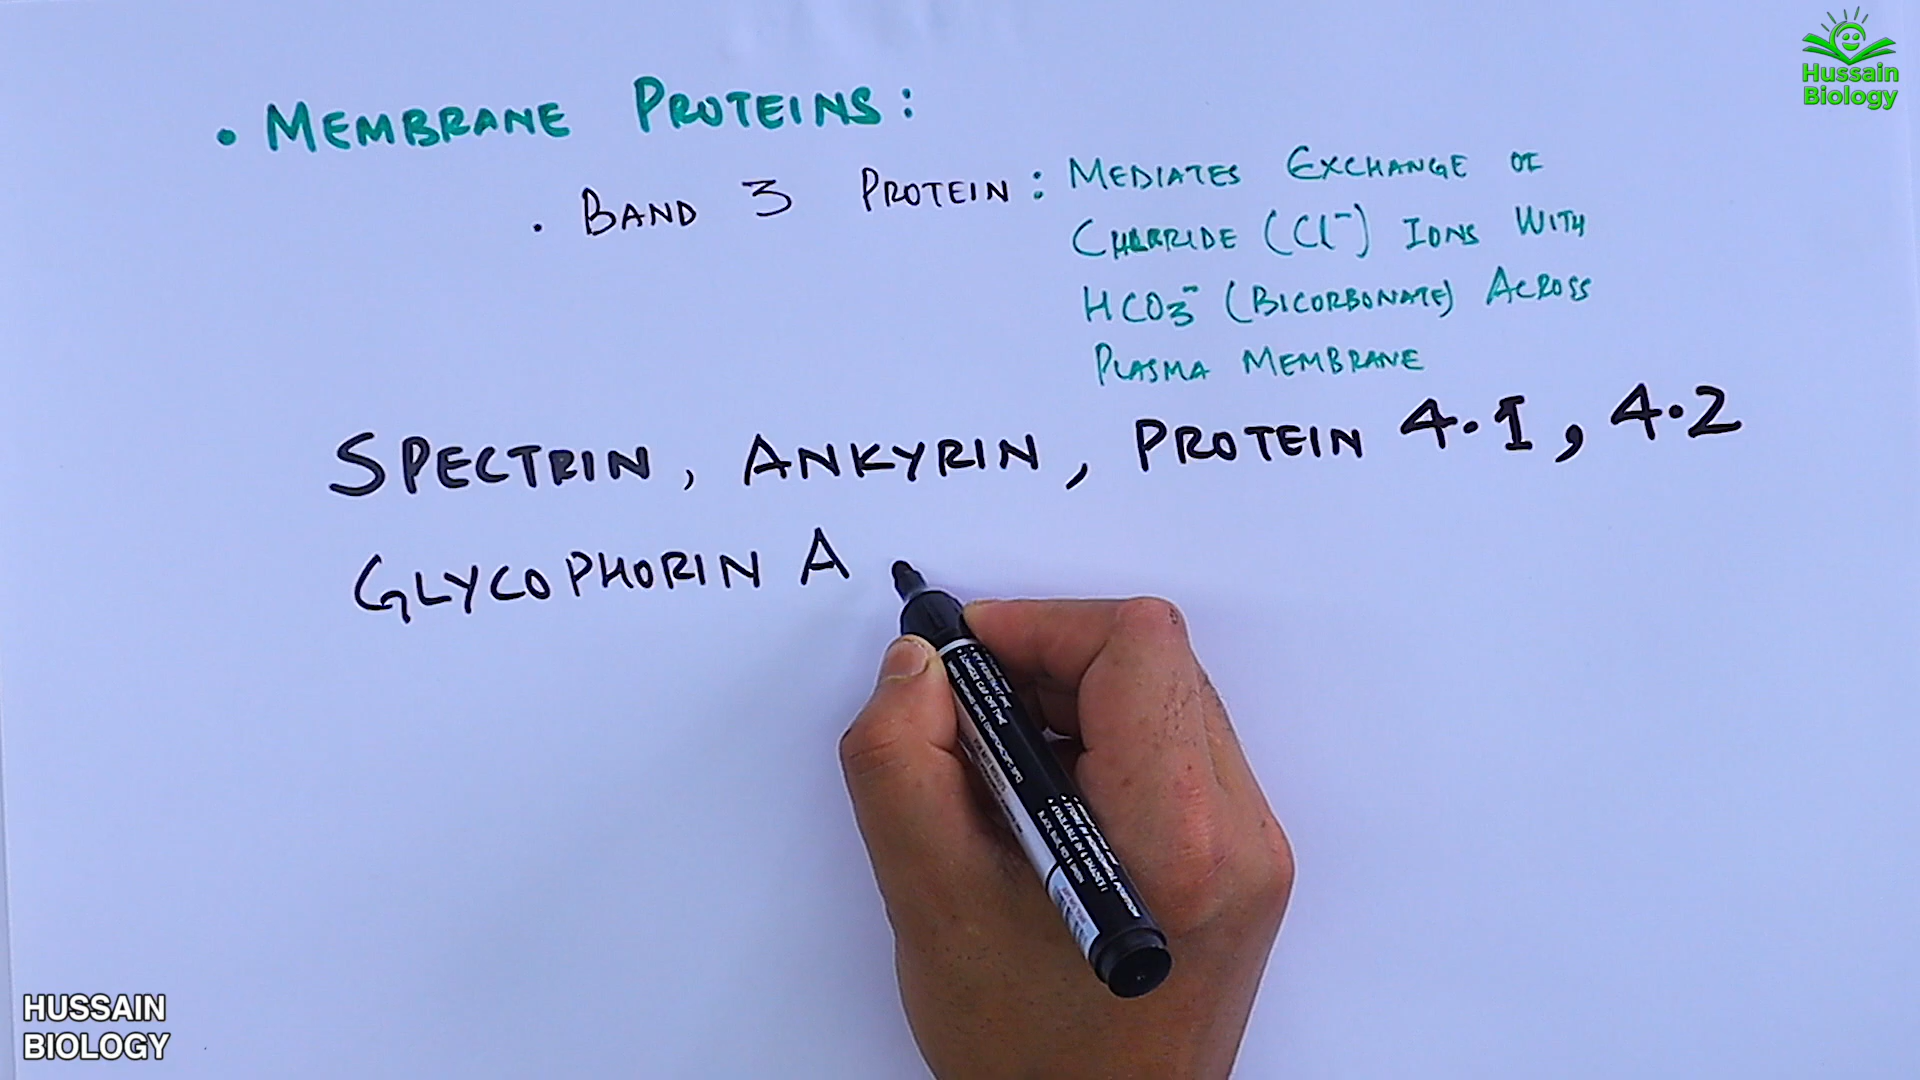 Hussain
Biology
• MEMBRANE PROTEINS:
• BAND 3 PROTEIN: MEDIATES EXCHANGE OF
CHLRRIDE (Cl⁻) IONS WITH
HCO₃⁻ (BICORBONATE) ACROSS
PLASMA MEMBRANE
SPECTRIN, ANKYRIN, PROTEIN 4.1, 4.2
GLYCOPHORIN A
HUSSAIN
BIOLOGY